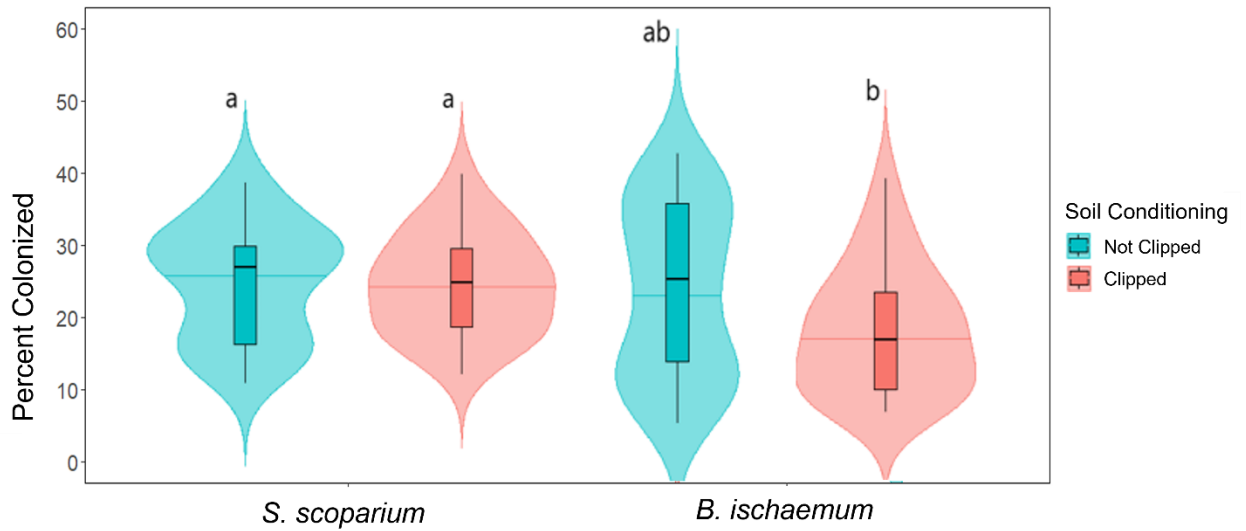 60
50
40
30
20
10
0
Percent Colonized
a
a
ab
b
S. scoparium
B. ischaemum
Soil Conditioning
Not Clipped
Clipped